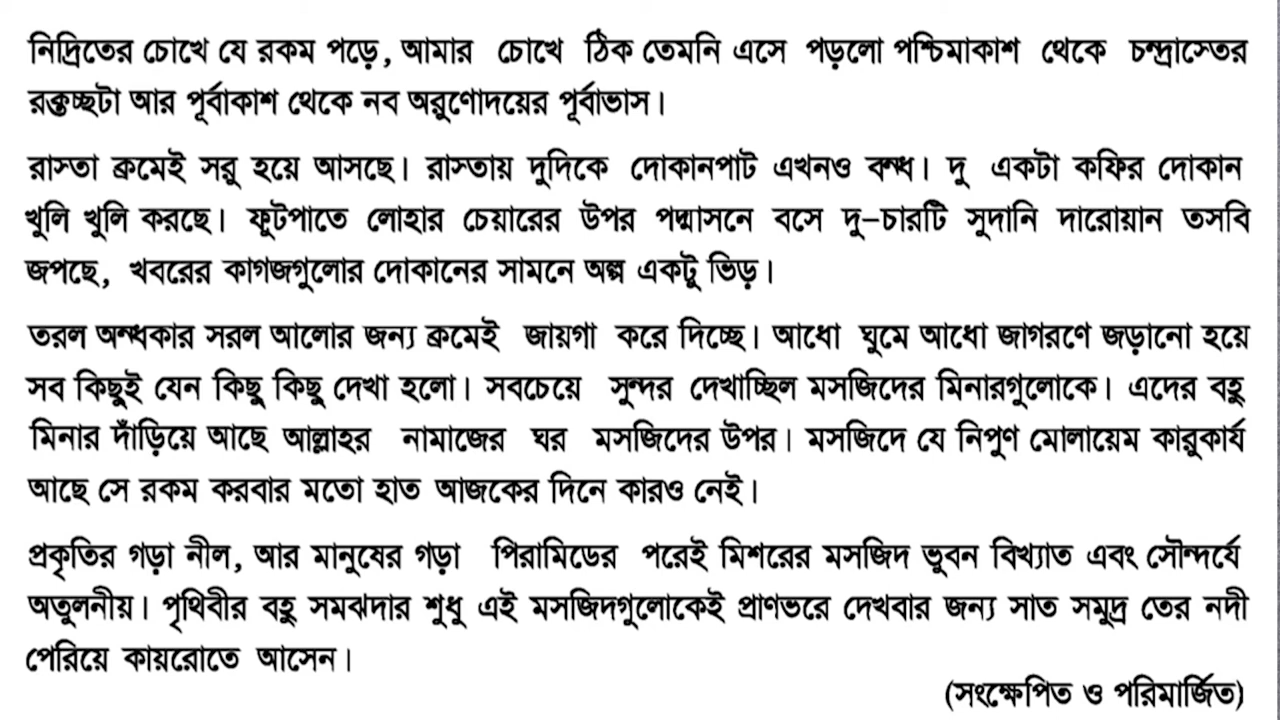 নিদ্রিতের চোখে যে রকম পড়ে, আমার চোখে ঠিক তেমনি এসে পড়লো পশ্চিমাকাশ থেকে চন্দ্রাস্তের
রক্তচ্ছটা আর পূর্বাকাশ থেকে নব অরুণোদয়ের পূর্বাভাস।
রাস্তা ক্রমেই সরু হয়ে আসছে। রাস্তায় দুদিকে দোকানপাট এখনও বন্ধ। দু একটা কফির দোকান
খুলি খুলি করছে। ফুটপাতে লোহার চেয়ারের উপর পদ্মাসনে বসে দু-চারটি সুদানি দারোয়ান তসবি
জপছে, খবরের কাগজগুলোর দোকানের সামনে অল্প একটু ভিড়।
তরল অন্ধকার সরল আলোর জন্য ক্রমেই জায়গা করে দিচ্ছে। আধো ঘুমে আধো জাগরণে জড়ানো হয়ে
সব কিছুই যেন কিছু কিছু দেখা হলো। সবচেয়ে সুন্দর দেখাচ্ছিল মসজিদের মিনারগুলোকে। এদের বহু
মিনার দাঁড়িয়ে আছে আল্লাহর নামাজের ঘর মসজিদের উপর। মসজিদে যে নিপুণ মোলায়েম কারুকার্য
আছে সে রকম করবার মতো হাত আজকের দিনে কারও নেই।
প্রকৃতির গড়া নীল, আর মানুষের গড়া পিরামিডের পরেই মিশরের মসজিদ ভুবন বিখ্যাত এবং সৌন্দর্যে
অতুলনীয়। পৃথিবীর বহু সমঝদার শুধু এই মসজিদগুলোকেই প্রাণভরে দেখবার জন্য সাত সমুদ্র তের নদী
পেরিয়ে কায়রোতে আসেন।
(সংক্ষেপিত ও পরিমার্জিত)